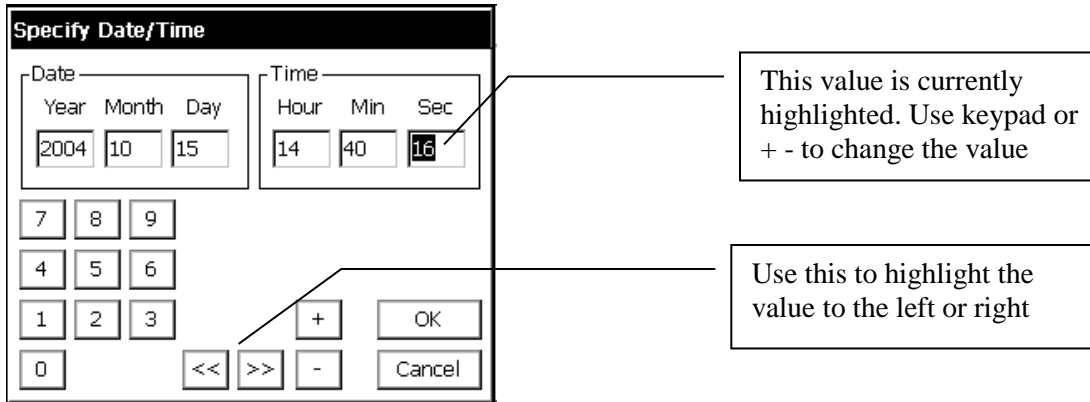 Specify Date/Time
Date
Time
Year Month Day
Hour Min Sec
2004 10 15
14 40 16
7 8 9
4 5 6
1 2 3
+ OK
0 << >> - Cancel
This value is currently
highlighted. Use keypad or
+ - to change the value
Use this to highlight the
value to the left or right